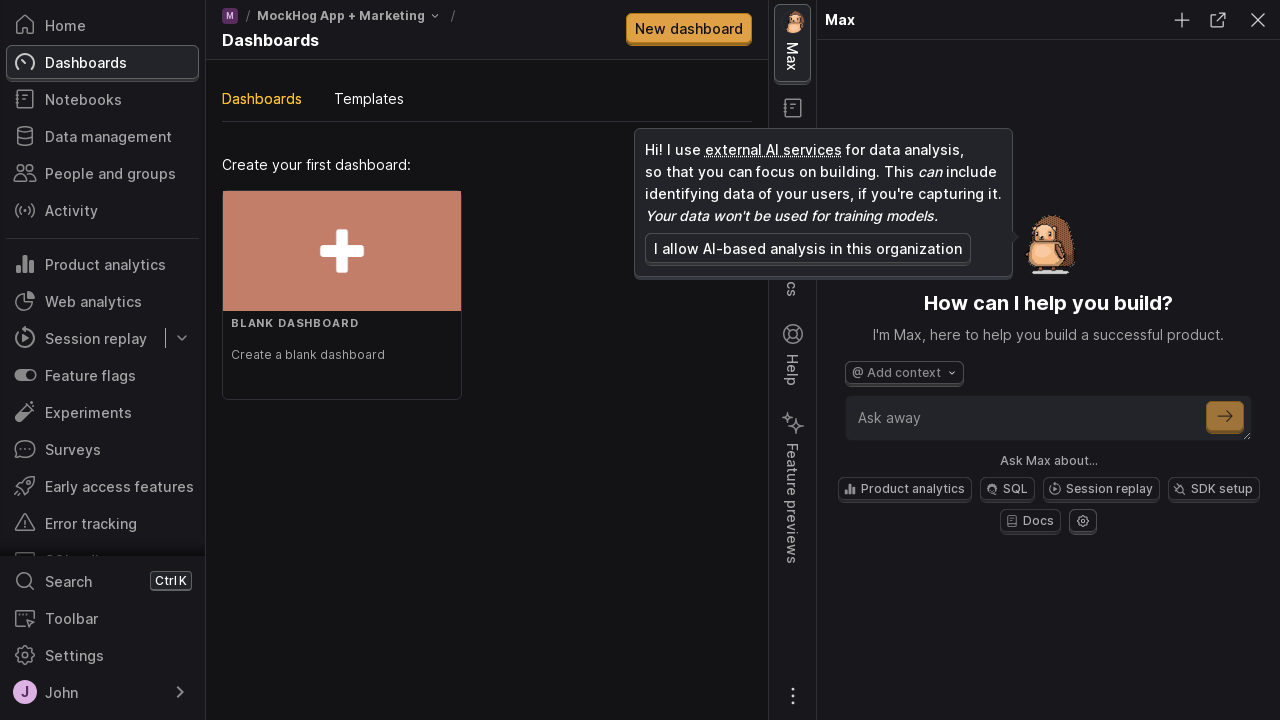 Home
Dashboards
Notebooks
Data management
People and groups
Activity
Product analytics
Web analytics
Session replay
Feature flags
Experiments
Surveys
Early access features
Error tracking
Search
Ctrl K
Toolbar
Settings
J
John
M / MockHog App + Marketing /
Dashboards
New dashboard
Dashboards
Templates
Create your first dashboard:
BLANK DASHBOARD
Create a blank dashboard
Max
cs
Help
Feature previews
Max
Hi! I use external AI services for data analysis,
so that you can focus on building. This can include
identifying data of your users, if you're capturing it.
Your data won't be used for training models.
I allow AI-based analysis in this organization
How can I help you build?
I'm Max, here to help you build a successful product.
@ Add context
Ask away
Ask Max about...
Product analytics
SQL
Session replay
SDK setup
Docs